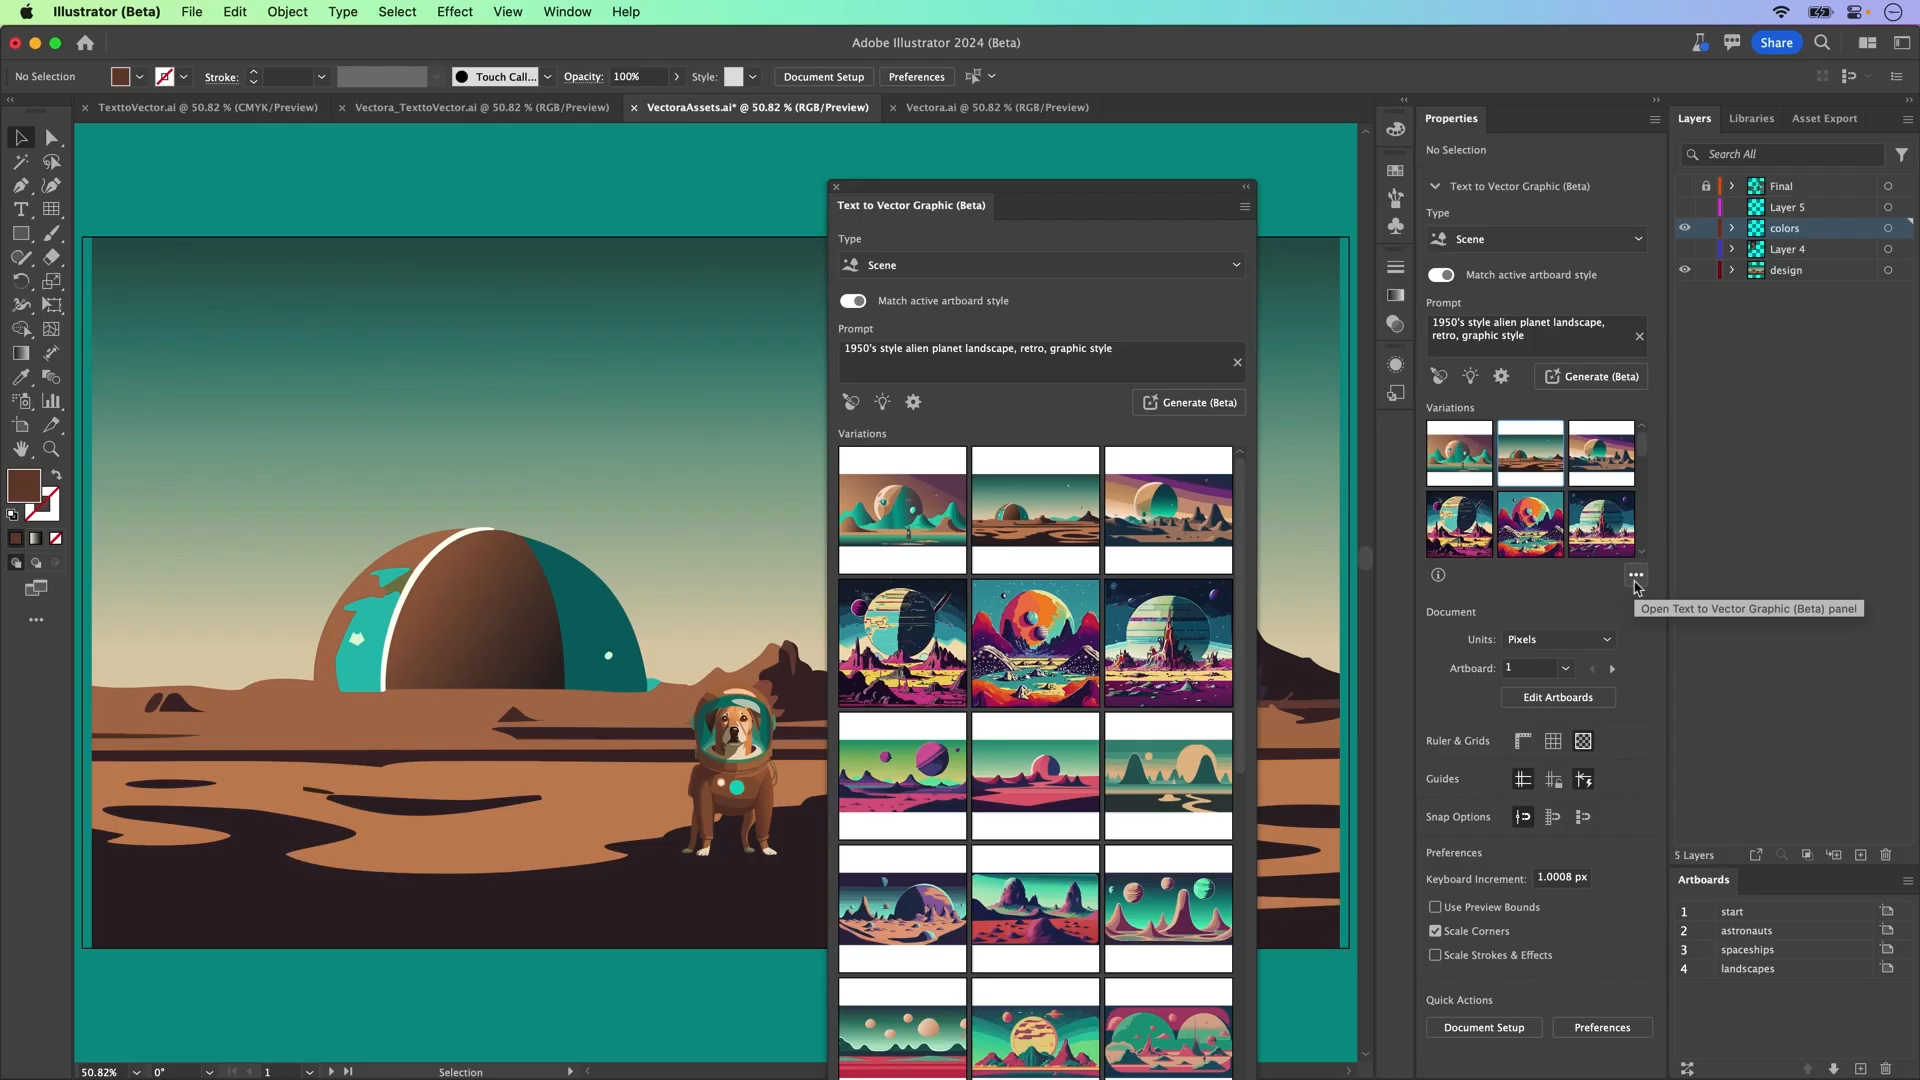 Illustrator (Beta) File Edit Object Type Select Effect View Window Help
Adobe Illustrator 2024 (Beta)
Share
No Selection
Stroke:
Touch Call...
Opacity: 100%
Style:
Document Setup
Preferences
TexttoVector.ai @ 50.82 % (CMYK/Preview)
Vectora_TexttoVector.ai @ 50.82 % (RGB/Preview)
VectoraAssets.ai* @ 50.82 % (RGB/Preview)
Vectora.ai @ 50.82 % (RGB/Preview)
Text to Vector Graphic (Beta)
Type
Scene
Match active artboard style
Prompt
1950's style alien planet landscape, retro, graphic style
Generate (Beta)
Variations
Properties
No Selection
Text to Vector Graphic (Beta)
Type
Scene
Match active artboard style
Prompt
1950's style alien planet landscape,
retro, graphic style
Generate (Beta)
Variations
Open Text to Vector Graphic (Beta) panel
Document
Units: Pixels
Artboard: 1
Edit Artboards
Ruler & Grids
Guides
Snap Options
Preferences
Keyboard Increment: 1.0008 px
Use Preview Bounds
Scale Corners
Scale Strokes & Effects
Quick Actions
Document Setup
Preferences
Layers Libraries Asset Export
Search All
Final
Layer 5
colors
Layer 4
design
5 Layers
Artboards
1 start
2 astronauts
3 spaceships
4 landscapes
50.82%
0°
1
Selection